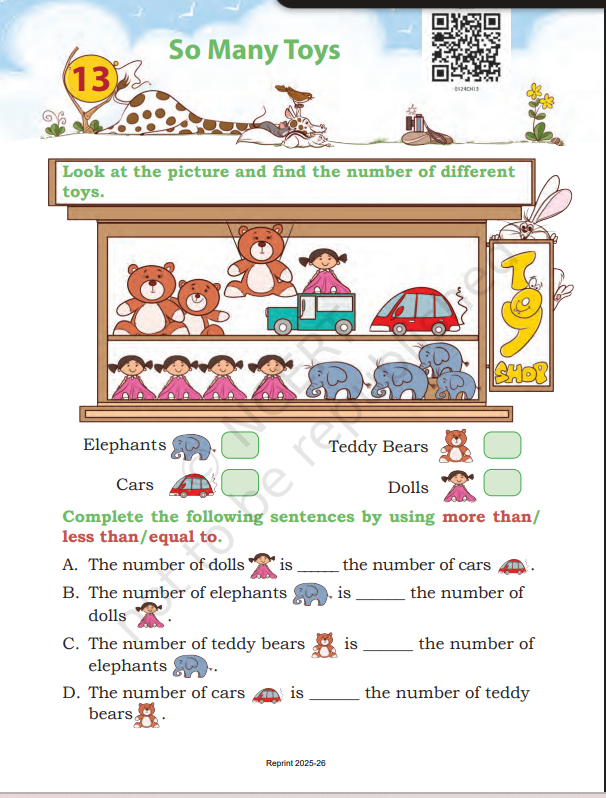 So Many Toys
13
0124CH13
Look at the picture and find the number of different
toys.
TOY
SHOP
Elephants
Teddy Bears
Cars
Dolls
Complete the following sentences by using more than/
less than/equal to.
A. The number of dolls is ______ the number of cars .
B. The number of elephants is ______ the number of
dolls .
C. The number of teddy bears is ______ the number of
elephants .
D. The number of cars is ______ the number of teddy
bears .
© NCERT
not to be republished
Reprint 2025-26